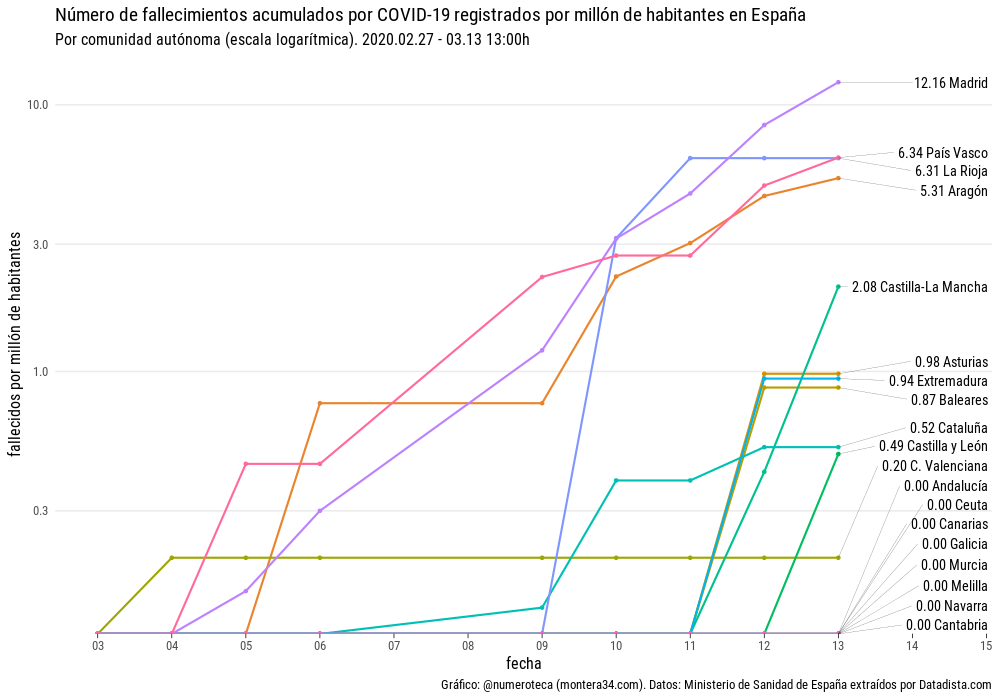 Número de fallecimientos acumulados por COVID-19 registrados por millón de habitantes en España
Por comunidad autónoma (escala logarítmica). 2020.02.27 - 03.13 13:00h
fallecidos por millón de habitantes
10.0
3.0
1.0
0.3
12.16 Madrid
6.34 País Vasco
6.31 La Rioja
5.31 Aragón
2.08 Castilla-La Mancha
0.98 Asturias
0.94 Extremadura
0.87 Baleares
0.52 Cataluña
0.49 Castilla y León
0.20 C. Valenciana
0.00 Andalucía
0.00 Ceuta
0.00 Canarias
0.00 Galicia
0.00 Murcia
0.00 Melilla
0.00 Navarra
0.00 Cantabria
03 04 05 06 07 08 09 10 11 12 13 14 15
fecha
Gráfico: @numeroteca (montera34.com). Datos: Ministerio de Sanidad de España extraídos por Datadista.com